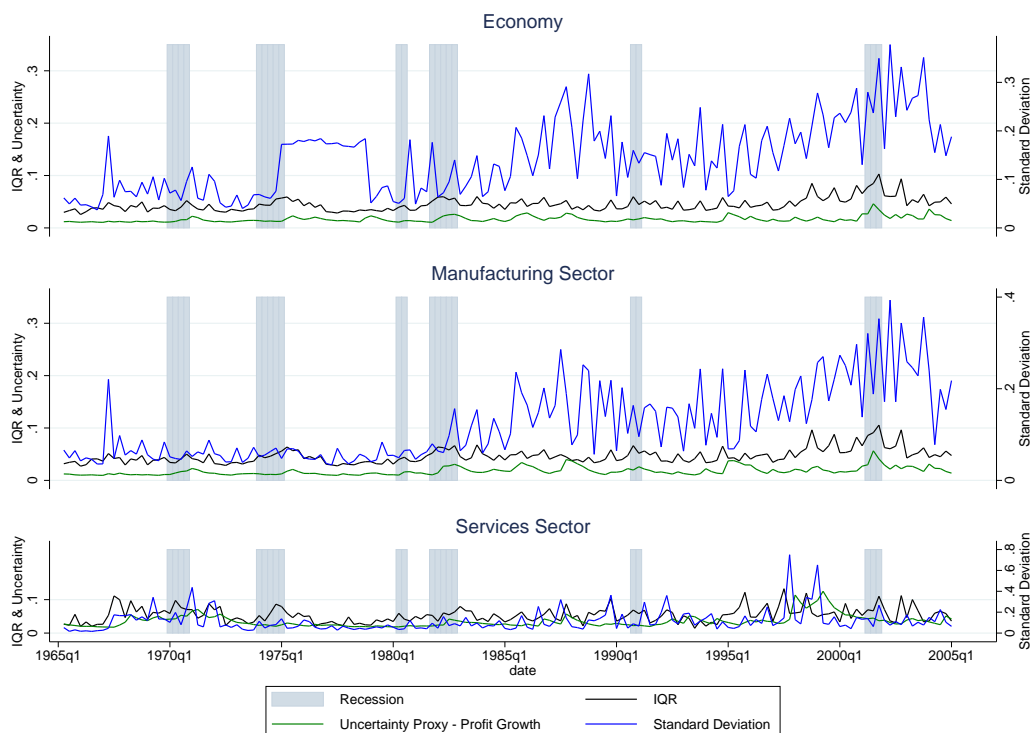 Economy
IQR & Uncertainty
0 .1 .2 .3
0 .1 .2 .3
Standard Deviation
Manufacturing Sector
IQR & Uncertainty
0 .1 .2 .3
0 .2 .4
Standard Deviation
Services Sector
IQR & Uncertainty
0 .1
0 .2 .4 .6 .8
Standard Deviation
1965q1 1970q1 1975q1 1980q1 1985q1 1990q1 1995q1 2000q1 2005q1
date
Recession IQR
Uncertainty Proxy - Profit Growth Standard Deviation